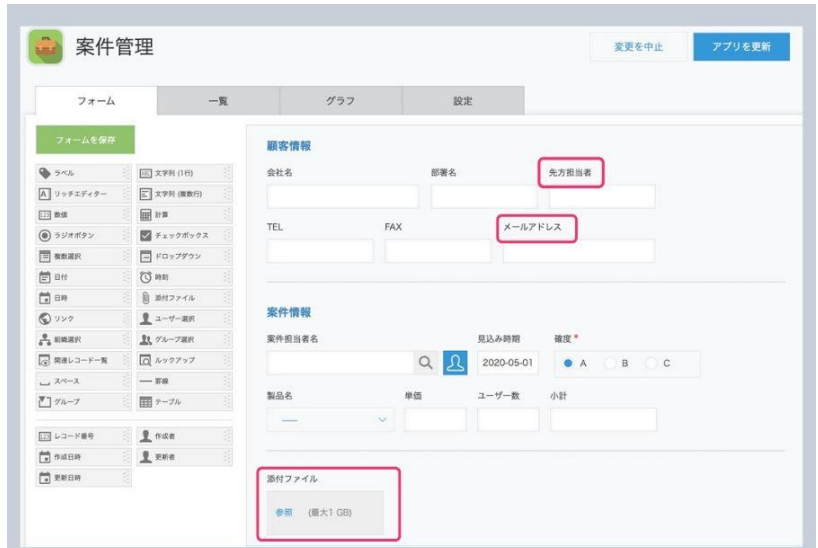 案件管理
変更を中止
アプリを更新
フォーム
一覧
グラフ
設定
フォームを保存
ラベル
文字列 (1行)
リッチエディター
文字列 (複数行)
数値
計算
ラジオボタン
チェックボックス
複数選択
ドロップダウン
日付
時刻
日時
添付ファイル
リンク
ユーザー選択
組織選択
グループ選択
関連レコード一覧
ルックアップ
スペース
罫線
グループ
テーブル
レコード番号
作成者
作成日時
更新者
更新日時
顧客情報
会社名
部署名
先方担当者
TEL
FAX
メールアドレス
案件情報
案件担当者名
見込み時期
確度 *
2020-05-01
A
B
C
製品名
単価
ユーザー数
小計
添付ファイル
参照 (最大1 GB)